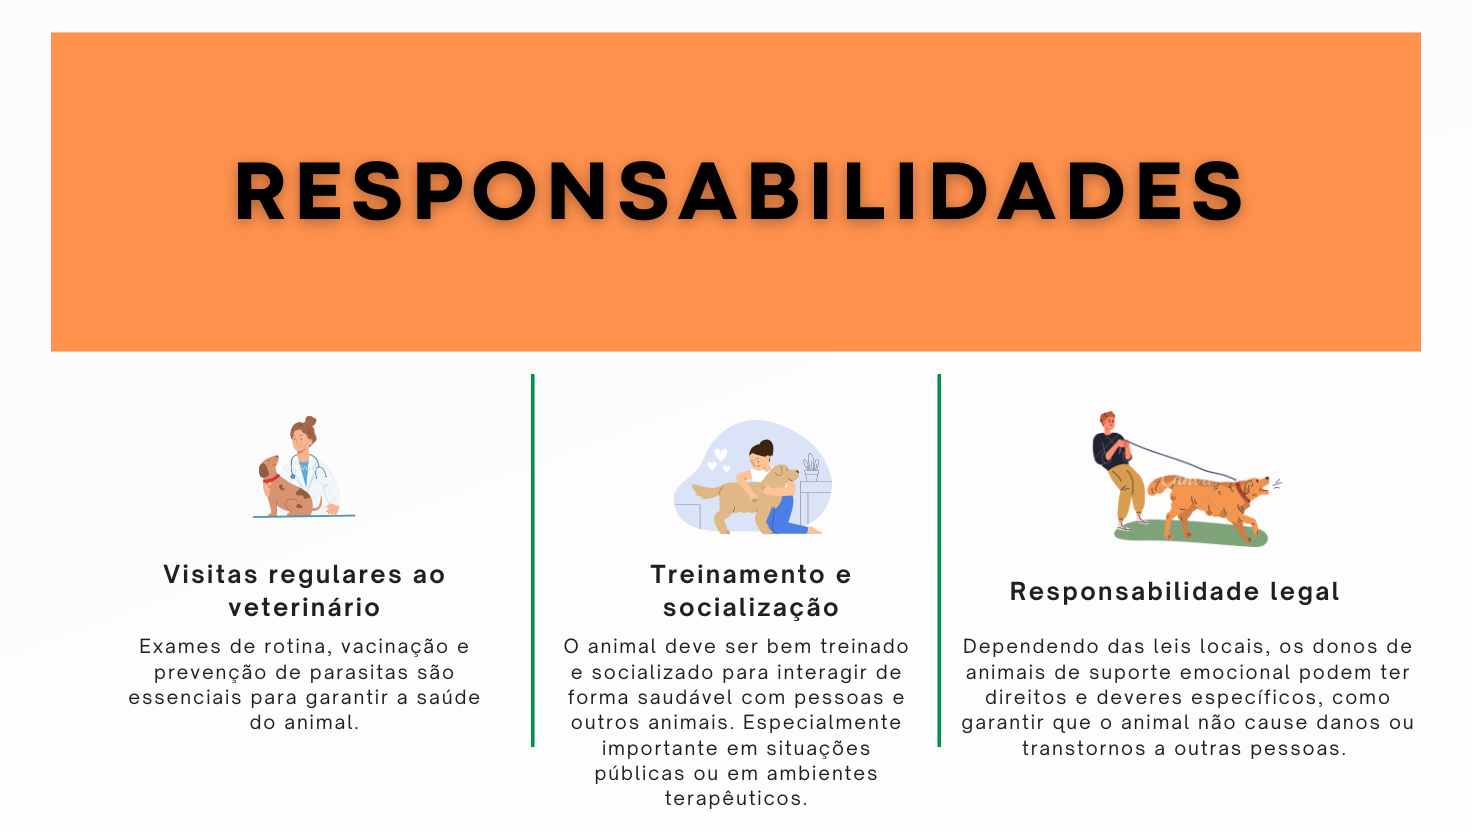 RESPONSABILIDADES
Visitas regulares ao
veterinário
Exames de rotina, vacinação e
prevenção de parasitas são
essenciais para garantir a saúde
do animal.
Treinamento e
socialização
O animal deve ser bem treinado
e socializado para interagir de
forma saudável com pessoas e
outros animais. Especialmente
importante em situações
públicas ou em ambientes
terapêuticos.
Responsabilidade legal
Dependendo das leis locais, os donos de
animais de suporte emocional podem ter
direitos e deveres específicos, como
garantir que o animal não cause danos ou
transtornos a outras pessoas.